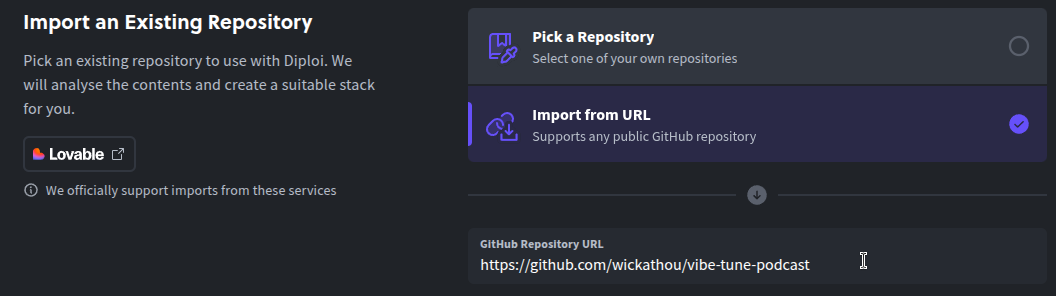 Import an Existing Repository
Pick an existing repository to use with Diploi. We
will analyse the contents and create a suitable stack
for you.
Lovable
We officially support imports from these services
Pick a Repository
Select one of your own repositories
Import from URL
Supports any public GitHub repository
GitHub Repository URL
https://github.com/wickathou/vibe-tune-podcast